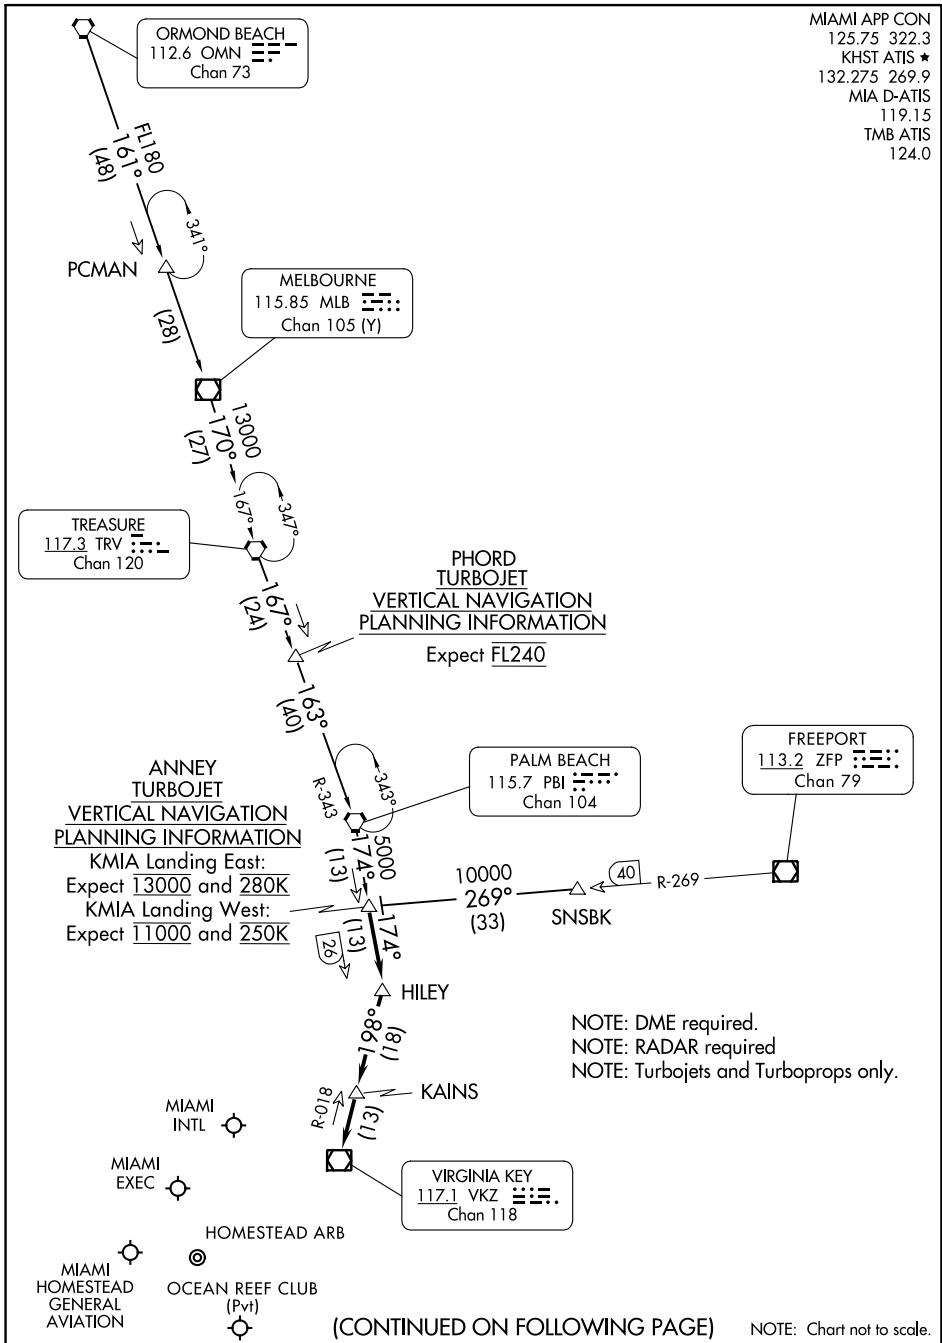 MIAMI APP CON
125.75 322.3
KHST ATIS ★
132.275 269.9
MIA D-ATIS
119.15
TMB ATIS
124.0
ORMOND BEACH
112.6 OMN
Chan 73
FL180
161°
(48)
341°
PCMAN
(28)
MELBOURNE
115.85 MLB
Chan 105 (Y)
13000
170°
(27)
167°
347°
TREASURE
117.3 TRV
Chan 120
167°
(24)
PHORD
TURBOJET
VERTICAL NAVIGATION
PLANNING INFORMATION
Expect FL240
163°
(40)
R-343
343°
PALM BEACH
115.7 PBI
Chan 104
FREEPORT
113.2 ZFP
Chan 79
ANNEY
TURBOJET
VERTICAL NAVIGATION
PLANNING INFORMATION
KMIA Landing East:
Expect 13000 and 280K
KMIA Landing West:
Expect 11000 and 250K
5000
174°
(13)
10000
269°
(33)
40
R-269
SNSBK
174°
(13)
26
HILEY
198°
(18)
NOTE: DME required.
NOTE: RADAR required
NOTE: Turbojets and Turboprops only.
KAINS
R-018
(13)
MIAMI
INTL
MIAMI
EXEC
VIRGINIA KEY
117.1 VKZ
Chan 118
HOMESTEAD ARB
MIAMI
HOMESTEAD
GENERAL
AVIATION
OCEAN REEF CLUB
(Pvt)
(CONTINUED ON FOLLOWING PAGE)
NOTE: Chart not to scale.